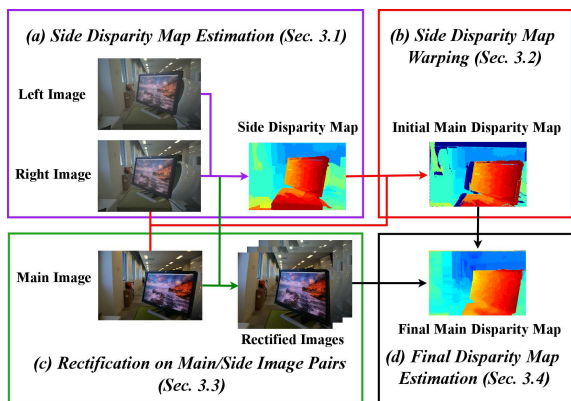 (a) Side Disparity Map Estimation (Sec. 3.1)
(b) Side Disparity Map
Warping (Sec. 3.2)
Left Image
Side Disparity Map
Initial Main Disparity Map
Right Image
Main Image
Rectified Images
Final Main Disparity Map
(c) Rectification on Main/Side Image Pairs
(Sec. 3.3)
(d) Final Disparity Map
Estimation (Sec. 3.4)